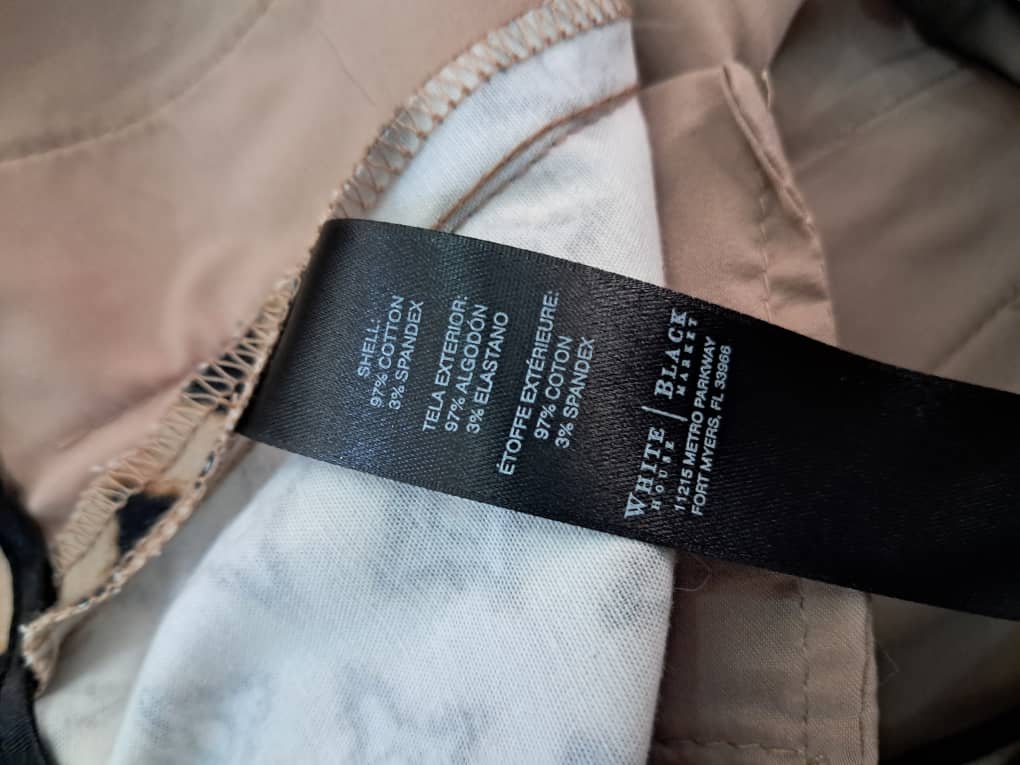 SHELL:
97% COTTON
3% SPANDEX
TELA EXTERIOR:
97% ALGODÓN
3% ELASTANO
ÉTOFFE EXTÉRIEURE:
97% COTON
3% SPANDEX
WHITE | BLACK
HOUSE | MARKET
11215 METRO PARKWAY
FORT MYERS, FL 33966